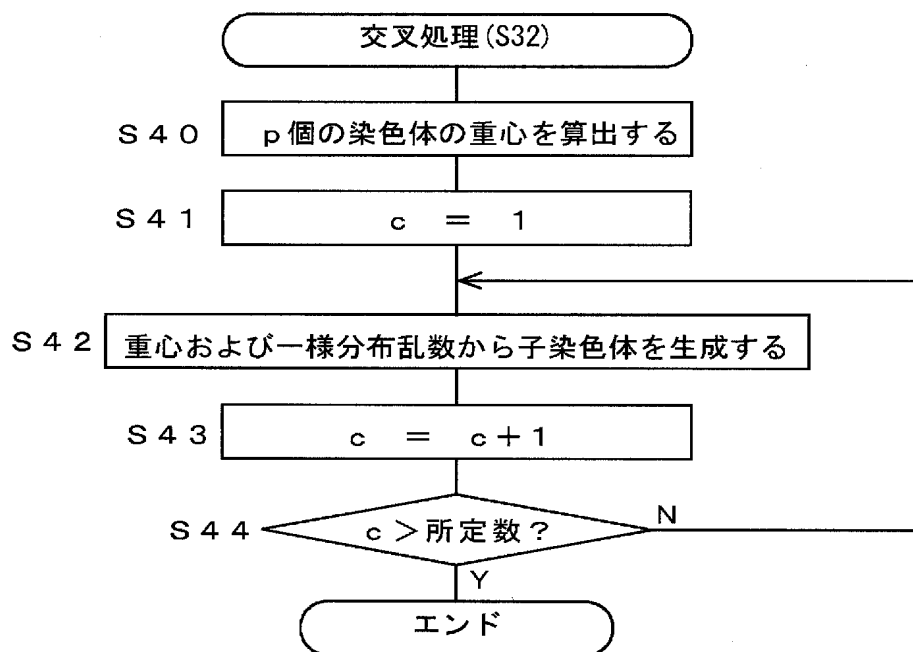 交叉処理(S32)
S40 p個の染色体の重心を算出する
S41 c = 1
S42 重心および一様分布乱数から子染色体を生成する
S43 c = c+1
S44 c>所定数? N
Y
エンド